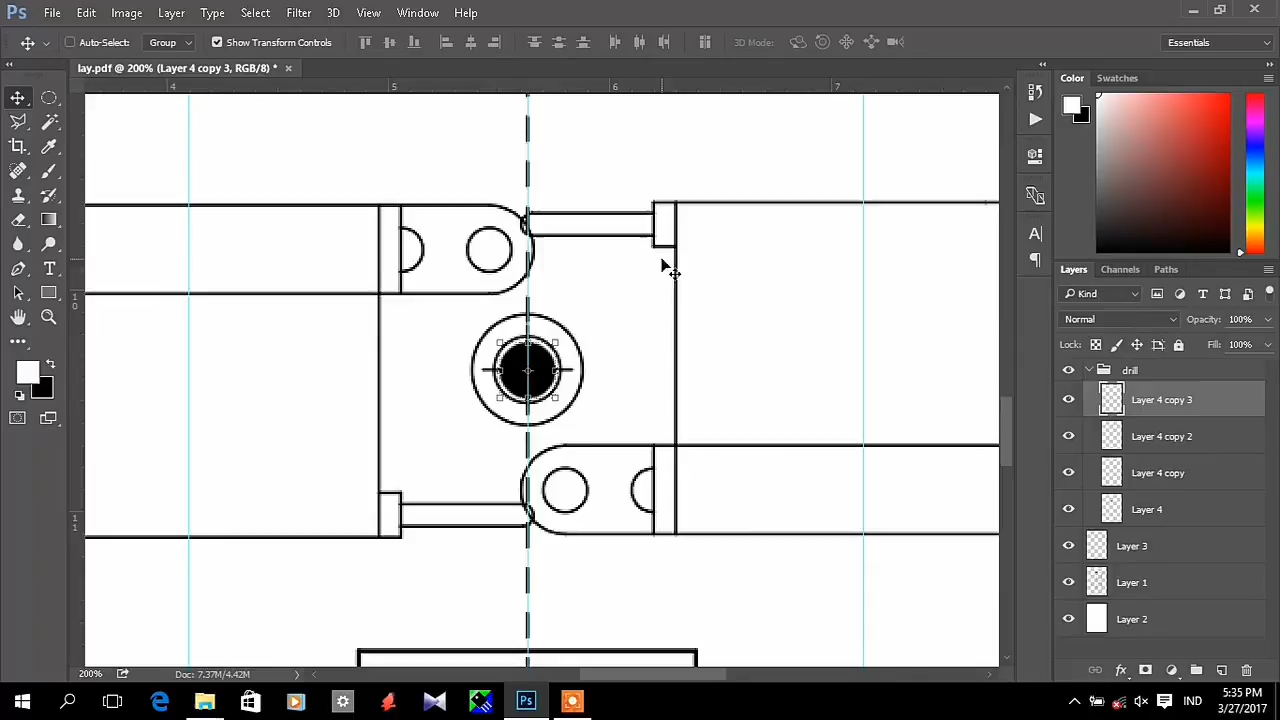 Ps File Edit Image Layer Type Select Filter 3D View Window Help
Auto-Select: Group Show Transform Controls 3D Mode: Essentials
lay.pdf @ 200% (Layer 4 copy 3, RGB/8) *
4 5 6 7
Color Swatches
Layers Channels Paths
Kind
Normal Opacity: 100%
Lock: Fill: 100%
drill
Layer 4 copy 3
Layer 4 copy 2
Layer 4 copy
Layer 4
Layer 3
Layer 1
Layer 2
10
11
200% Doc: 7.37M/4.42M
Ps IND 5:35 PM
3/27/2017